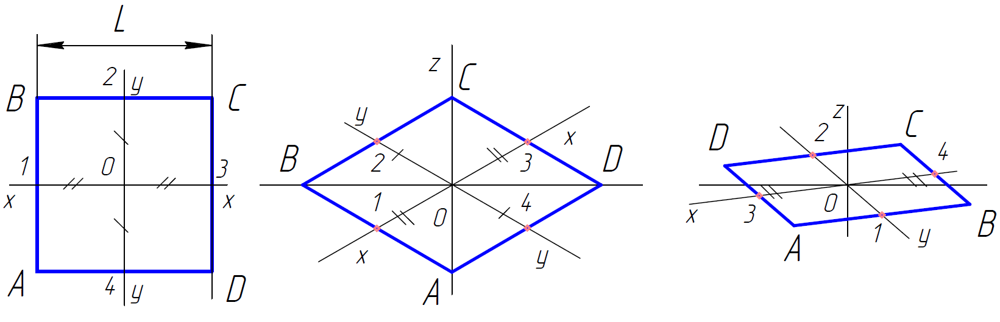 L
B 2 y C
1 0 3
x x
A 4 y D
z C
y x
B 2 3 D
1 0 4
x y
A
z C
D 2 4
x 3 0 B
A 1 y